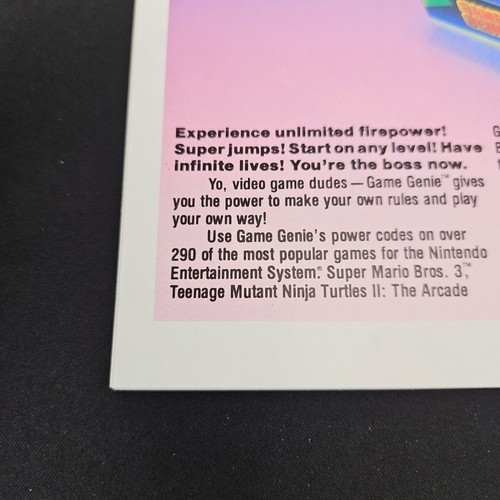 Experience unlimited firepower!
Super jumps! Start on any level! Have
infinite lives! You're the boss now.
Yo, video game dudes — Game Genie™ gives
you the power to make your own rules and play
your own way!
Use Game Genie's power codes on over
290 of the most popular games for the Nintendo
Entertainment System.® Super Mario Bros. 3,™
Teenage Mutant Ninja Turtles II: The Arcade